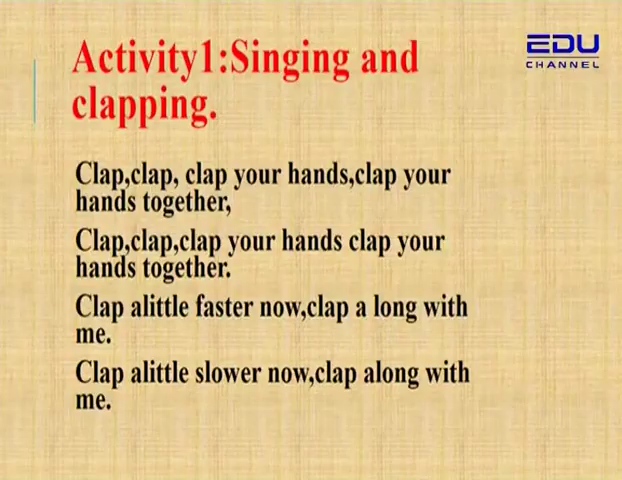 Activity1:Singing and
clapping.
EDU
CHANNEL
Clap,clap, clap your hands,clap your
hands together,
Clap,clap,clap your hands clap your
hands together.
Clap alittle faster now,clap a long with
me.
Clap alittle slower now,clap along with
me.